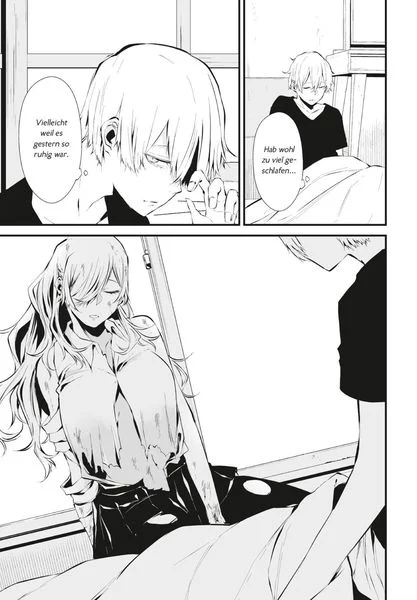 Hab wohl
zu viel ge-
schlafen...
Vielleicht
weil es
gestern so
ruhig war.